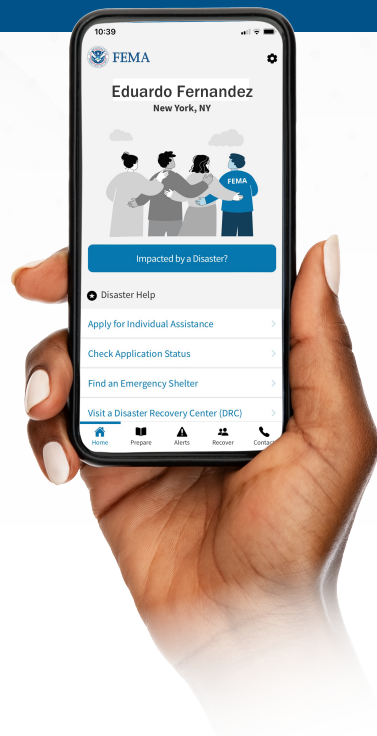 10:39
FEMA
Eduardo Fernandez
New York, NY
FEMA
Impacted by a Disaster?
Disaster Help
Apply for Individual Assistance
Check Application Status
Find an Emergency Shelter
Visit a Disaster Recovery Center (DRC)
Home Prepare Alerts Recover Contact